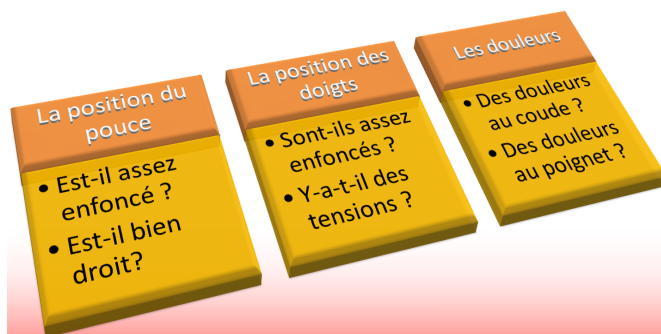 La position du
pouce
• Est-il assez
enfoncé ?
• Est-il bien
droit?
La position des
doigts
• Sont-ils assez
enfoncés ?
• Y-a-t-il des
tensions ?
Les douleurs
• Des douleurs
au coude ?
• Des douleurs
au poignet ?